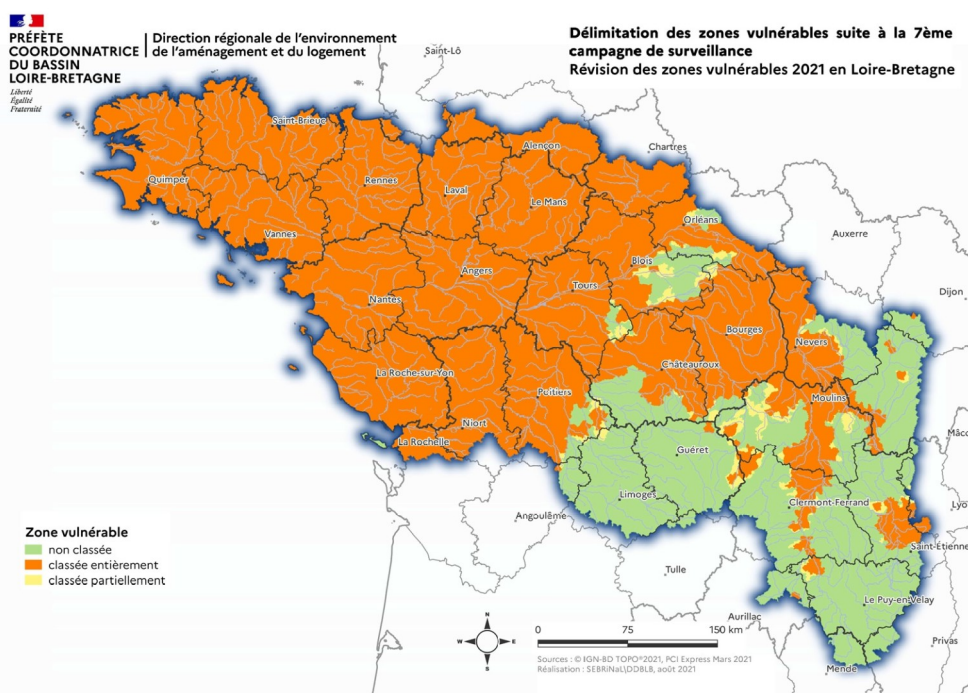 PRÉFÈTE
COORDONNATRICE
DU BASSIN
LOIRE-BRETAGNE
Liberté
Égalité
Fraternité
Direction régionale de l'environnement
de l'aménagement et du logement
Délimitation des zones vulnérables suite à la 7ème
campagne de surveillance
Révision des zones vulnérables 2021 en Loire-Bretagne
Saint-Lô
Saint-Brieuc
Alençon
Chartres
Quimper
Rennes
Laval
Le Mans
Orléans
Vannes
Auxerre
Blois
Angers
Tours
Dijon
Nantes
Bourges
Nevers
La Roche-sur-Yon
Châteauroux
Poitiers
Moulins
Niort
La Rochelle
Mâco
Guéret
Limoges
Clermont-Ferrand
Lyo
Angoulême
Saint-Étienne
Tulle
Le Puy-en-Velay
Aurillac
Privas
Mende
Zone vulnérable
non classée
classée entièrement
classée partiellement
N
W
E
S
0 75 150 km
Sources : © IGN-BD TOPO®2021, PCI Express Mars 2021
Réalisation : SEBRiNaL\DDBLB, août 2021